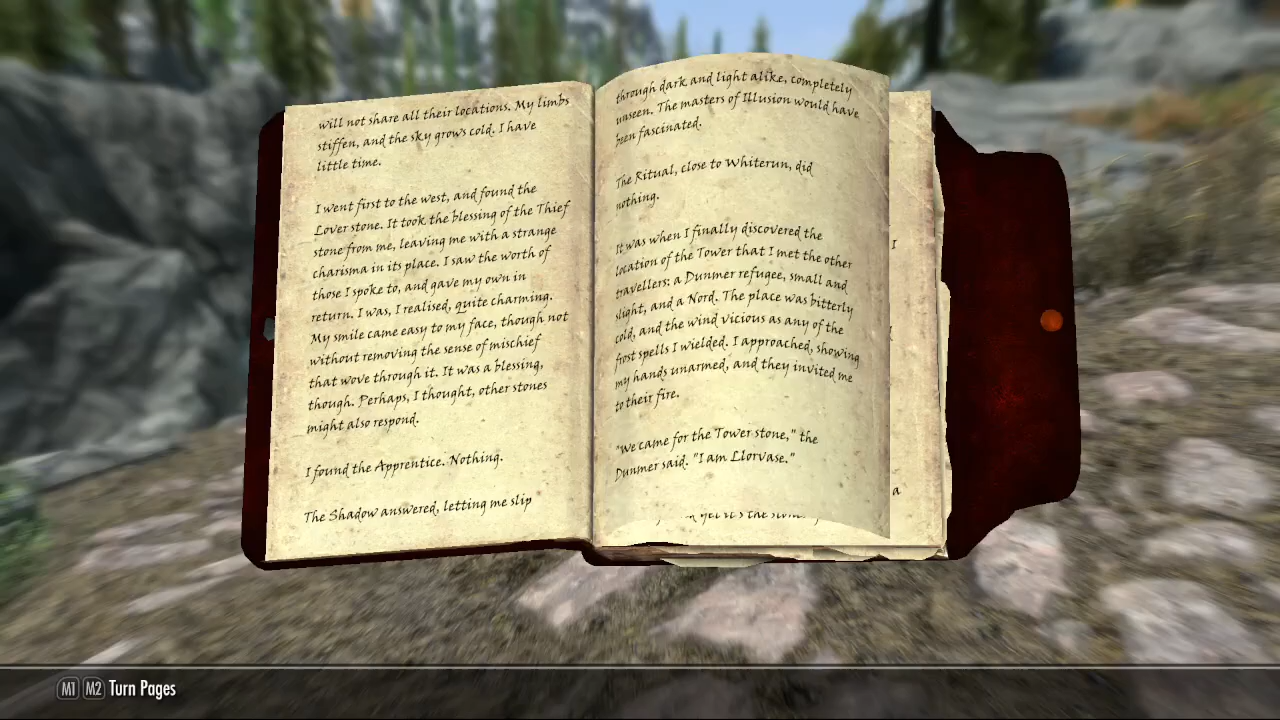 will not share all their locations. My limbs
stiffen, and the sky grows cold. I have
little time.
I went first to the west, and found the
Lover stone. It took the blessing of the Thief
stone from me, leaving me with a strange
charisma in its place. I saw the worth of
those I spoke to, and gave my own in
return. I was, I realised, quite charming.
My smile came easy to my face, though not
without removing the sense of mischief
that wove through it. It was a blessing,
though. Perhaps, I thought, other stones
might also respond.
I found the Apprentice. Nothing.
The Shadow answered, letting me slip
through dark and light alike, completely
unseen. The masters of Illusion would have
been fascinated.
The Ritual, close to Whiterun, did
nothing.
It was when I finally discovered the
location of the Tower that I met the other
travellers: a Dunmer refugee, small and
slight, and a Nord. The place was bitterly
cold, and the wind vicious as any of the
frost spells I wielded. I approached, showing
my hands unarmed, and they invited me
to their fire.
"We came for the Tower stone," the
Dunmer said. "I am Llorvase."
I
a
M1 M2 Turn Pages